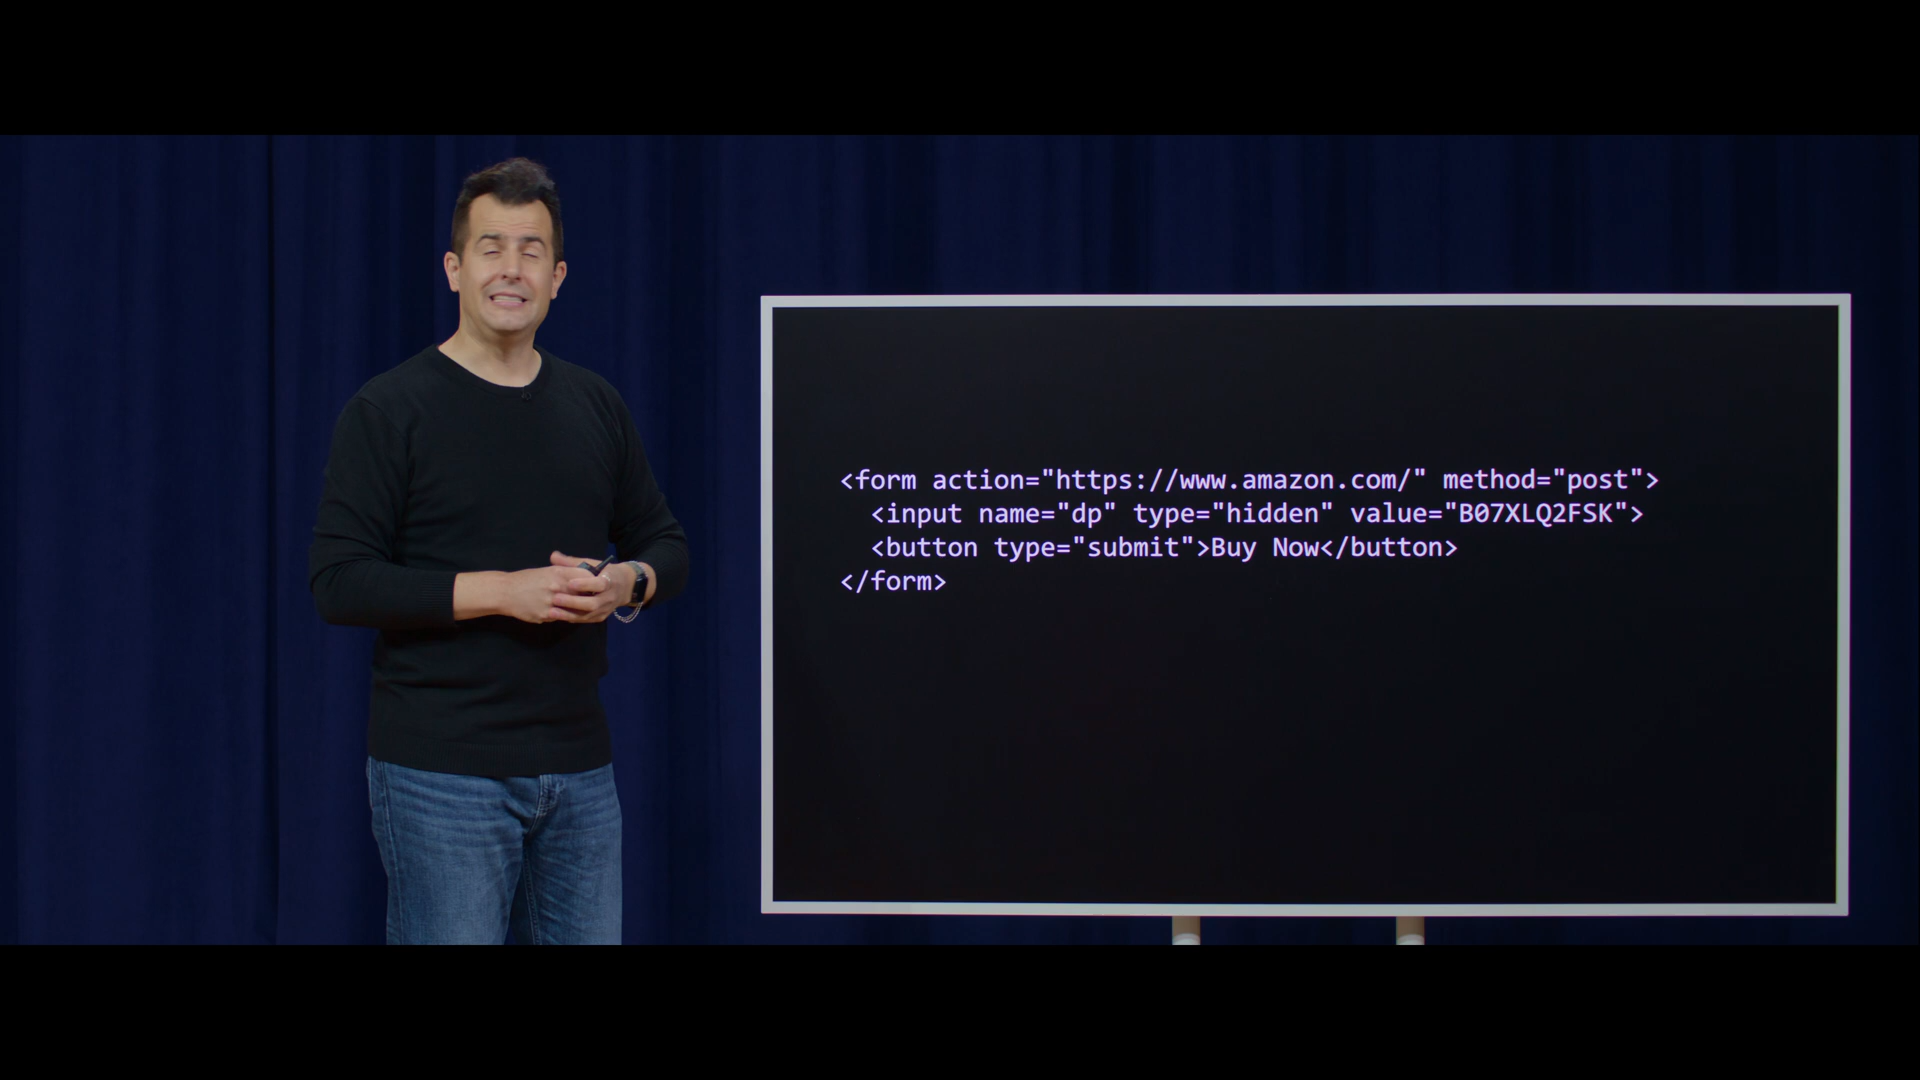 <form action="https://www.amazon.com/" method="post">
  <input name="dp" type="hidden" value="B07XLQ2FSK">
  <button type="submit">Buy Now</button>
</form>